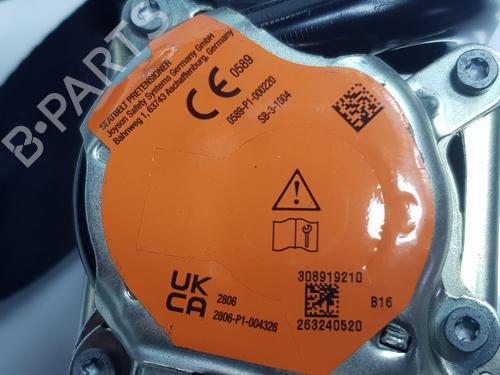 B-PARTS
SEATBELT PRETENSIONER
Joyson Safety Systems Germany GmbH
Bahnweg 1, 63743 Aschaffenburg, Germany
CE 0589
0589-P1-000220
SB-3-1004
UK
CA
2806
2806-P1-004326
308919210
B16
263240520